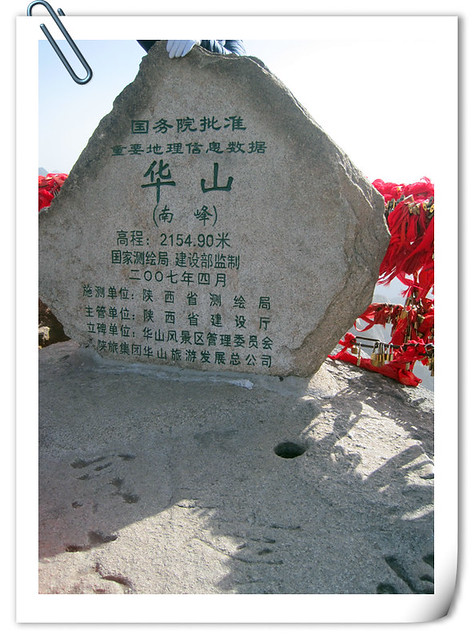 国务院批准
重要地理信息数据
华山
(南峰)
高程：2154.90米
国家测绘局 建设部监制
二〇〇七年四月
施测单位：陕西省测绘局
主管单位：陕西省建设厅
立碑单位：华山风景区管理委员会
陕旅集团华山旅游发展总公司